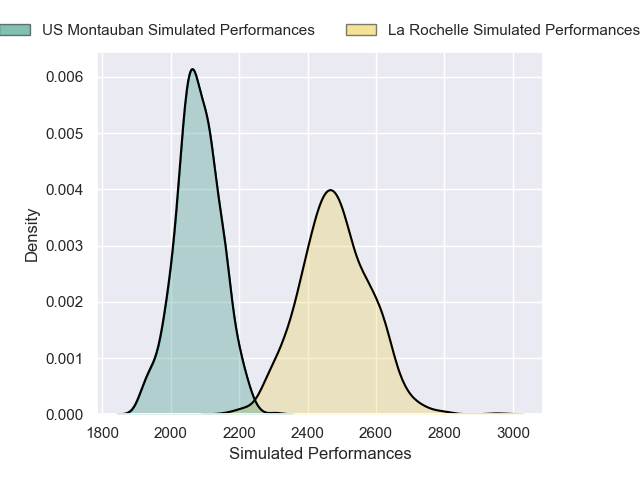 US Montauban Simulated Performances
La Rochelle Simulated Performances
0.006
0.005
0.004
0.003
0.002
0.001
0.000
Density
1800 2000 2200 2400 2600 2800 3000
Simulated Performances